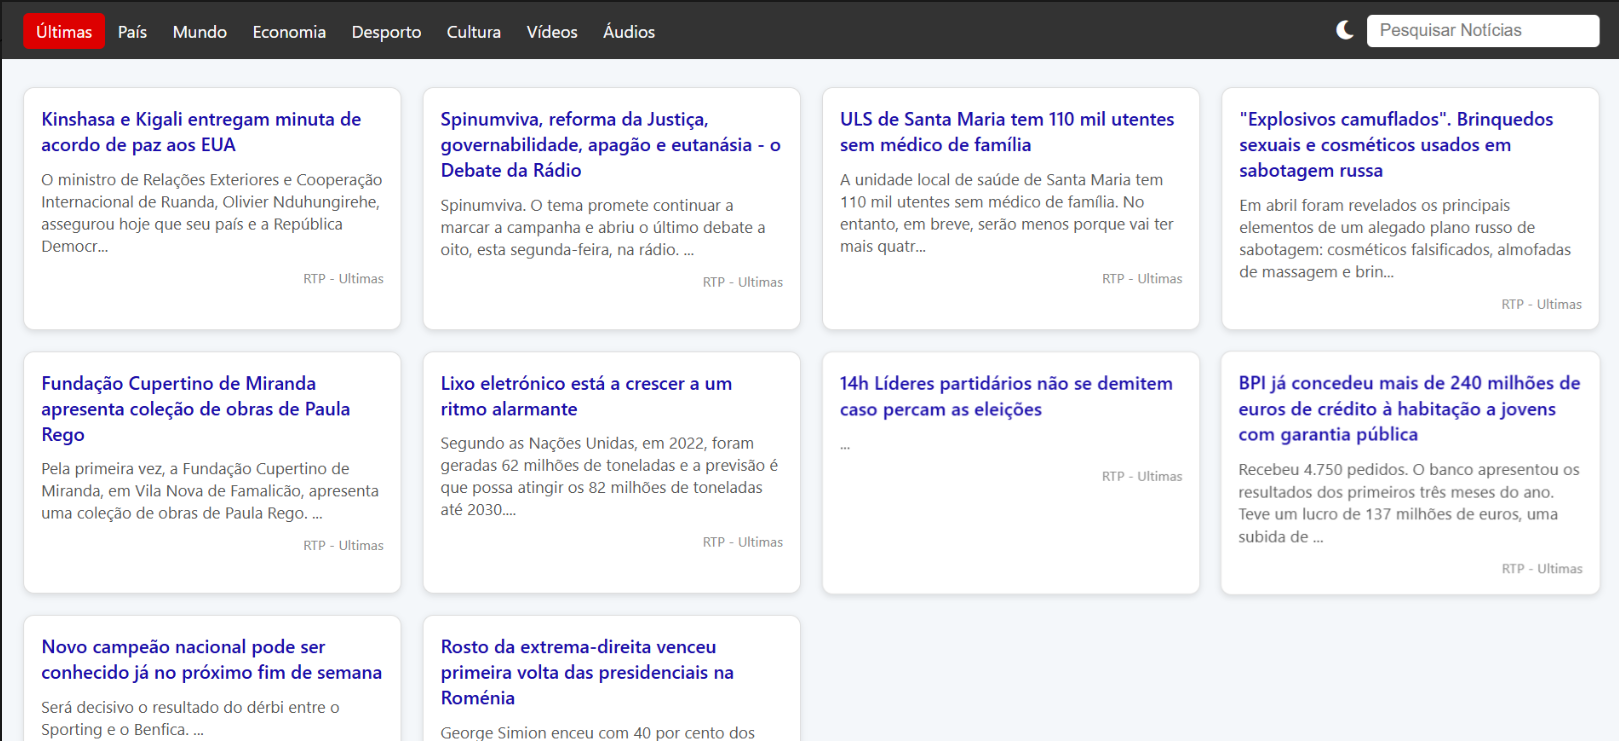 Últimas País Mundo Economia Desporto Cultura Vídeos Áudios Pesquisar Notícias
Kinshasa e Kigali entregam minuta de
acordo de paz aos EUA
O ministro de Relações Exteriores e Cooperação
Internacional de Ruanda, Olivier Nduhungirehe,
assegurou hoje que seu país e a República
Democr...
RTP - Ultimas
Spinumviva, reforma da Justiça,
governabilidade, apagão e eutanásia - o
Debate da Rádio
Spinumviva. O tema promete continuar a
marcar a campanha e abriu o último debate a
oito, esta segunda-feira, na rádio. ...
RTP - Ultimas
ULS de Santa Maria tem 110 mil utentes
sem médico de família
A unidade local de saúde de Santa Maria tem
110 mil utentes sem médico de família. No
entanto, em breve, serão menos porque vai ter
mais quatr...
RTP - Ultimas
"Explosivos camuflados". Brinquedos
sexuais e cosméticos usados em
sabotagem russa
Em abril foram revelados os principais
elementos de um alegado plano russo de
sabotagem: cosméticos falsificados, almofadas
de massagem e brin...
RTP - Ultimas
Fundação Cupertino de Miranda
apresenta coleção de obras de Paula
Rego
Pela primeira vez, a Fundação Cupertino de
Miranda, em Vila Nova de Famalicão, apresenta
uma coleção de obras de Paula Rego. ...
RTP - Ultimas
Lixo eletrónico está a crescer a um
ritmo alarmante
Segundo as Nações Unidas, em 2022, foram
geradas 62 milhões de toneladas e a previsão é
que possa atingir os 82 milhões de toneladas
até 2030....
RTP - Ultimas
14h Líderes partidários não se demitem
caso percam as eleições
...
RTP - Ultimas
BPI já concedeu mais de 240 milhões de
euros de crédito à habitação a jovens
com garantia pública
Recebeu 4.750 pedidos. O banco apresentou os
resultados dos primeiros três meses do ano.
Teve um lucro de 137 milhões de euros, uma
subida de ...
RTP - Ultimas
Novo campeão nacional pode ser
conhecido já no próximo fim de semana
Será decisivo o resultado do dérbi entre o
Sporting e o Benfica. ...
Rosto da extrema-direita venceu
primeira volta das presidenciais na
Roménia
George Simion enceu com 40 por cento dos